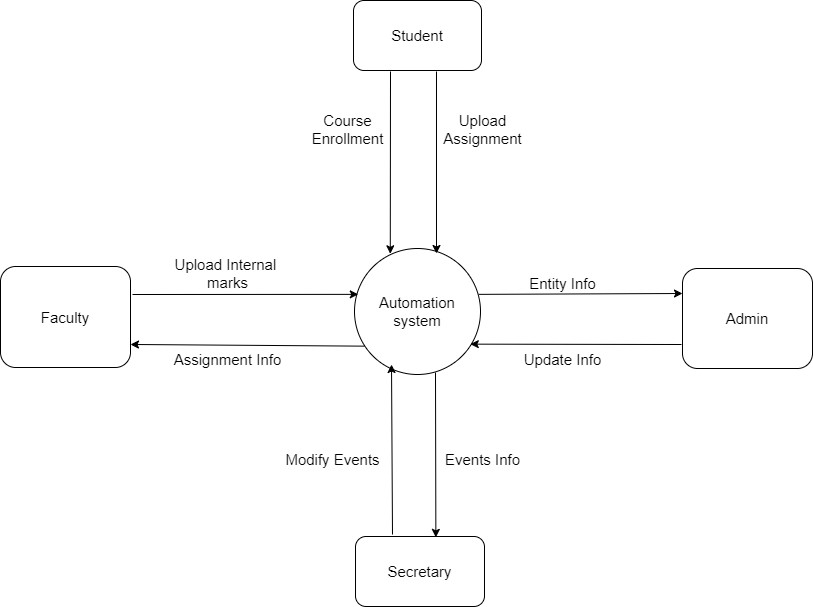 Student
Course
Enrollment
Upload
Assignment
Upload Internal
marks
Entity Info
Faculty
Automation
system
Admin
Assignment Info
Update Info
Modify Events
Events Info
Secretary